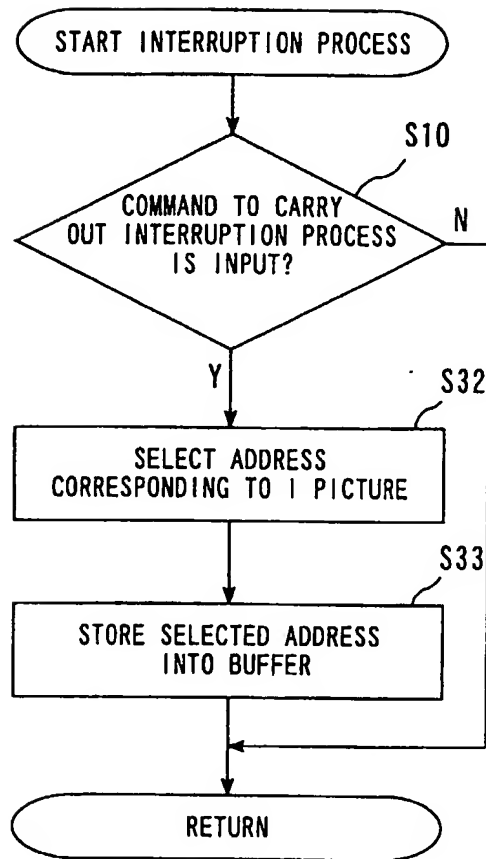 START INTERRUPTION PROCESS
S10
COMMAND TO CARRY
OUT INTERRUPTION PROCESS
IS INPUT?
N
Y
S32
SELECT ADDRESS
CORRESPONDING TO I PICTURE
S33
STORE SELECTED ADDRESS
INTO BUFFER
RETURN